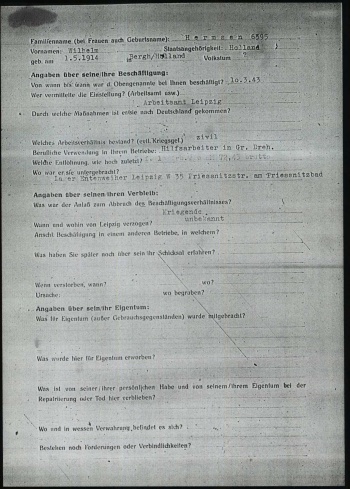 Familienname (bei Frauen auch Geburtsname): Hermsen 6595
Vornamen: Wilhelm Staatsangehörigkeit: Holland
geb. am 1.5.1914 in Bergh/Holland Volkstum
Angaben über seine/ihre Beschäftigung:
Von wann bis wann war d. Obengenannte bei Ihnen beschäftigt? 10.3.43
Wer vermittelte die Einstellung? (Arbeitsamt usw.)
Arbeitsamt Leipzig
Durch welche Maßnahmen ist er/sie nach Deutschland gekommen?
Welches Arbeitsverhältnis bestand? (evtl. Kriegsgef.) zivil
Berufliche Verwendung in Ihrem Betriebe: Hilfsarbeiter in Gr. Dreh.
Welche Entlohnung, wie hoch zuletzt?
Wo war er/sie untergebracht?
Leipzig W 35 am
Angaben über seinen/ihren Verbleib:
Was war der Anlaß zum Abbruch des Beschäftigungsverhältnisses?
Kriegsende
Wann und wohin von Leipzig verzogen? unbekannt
Anschl. Beschäftigung in einem anderen Betriebe, in welchem?
Was haben Sie später noch über sein/ihr Schicksal erfahren?
Wenn verstorben, wann? wo?
Ursache: wo begraben?
Angaben über sein/ihr Eigentum:
Was für Eigentum (außer Gebrauchsgegenständen) wurde mitgebracht?
Was wurde hier für Eigentum erworben?
Was ist von seiner/ihrer persönlichen Habe und von seinem/ihrem Eigentum bei der
Repatriierung oder Tod hier verblieben?
Wo und in wessen Verwahrung befindet es sich?
Bestehen noch Forderungen oder Verbindlichkeiten?